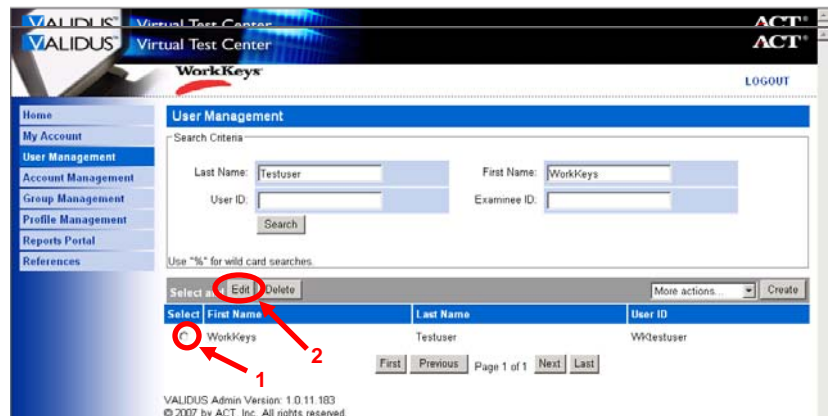 VALIDUS™ Virtual Test Center ACT®
VALIDUS™ Virtual Test Center ACT®
WorkKeys®
LOGOUT
Home
My Account
User Management
Account Management
Group Management
Profile Management
Reports Portal
References
User Management
Search Criteria
Last Name: Testuser First Name: WorkKeys
User ID: Examinee ID:
Search
Use "%" for wild card searches.
Select and Edit Delete More actions... Create
Select First Name Last Name User ID
WorkKeys Testuser WKtestuser
1
2
First Previous Page 1 of 1 Next Last
VALIDUS Admin Version: 1.0.11.183
© 2007 by ACT, Inc. All rights reserved.